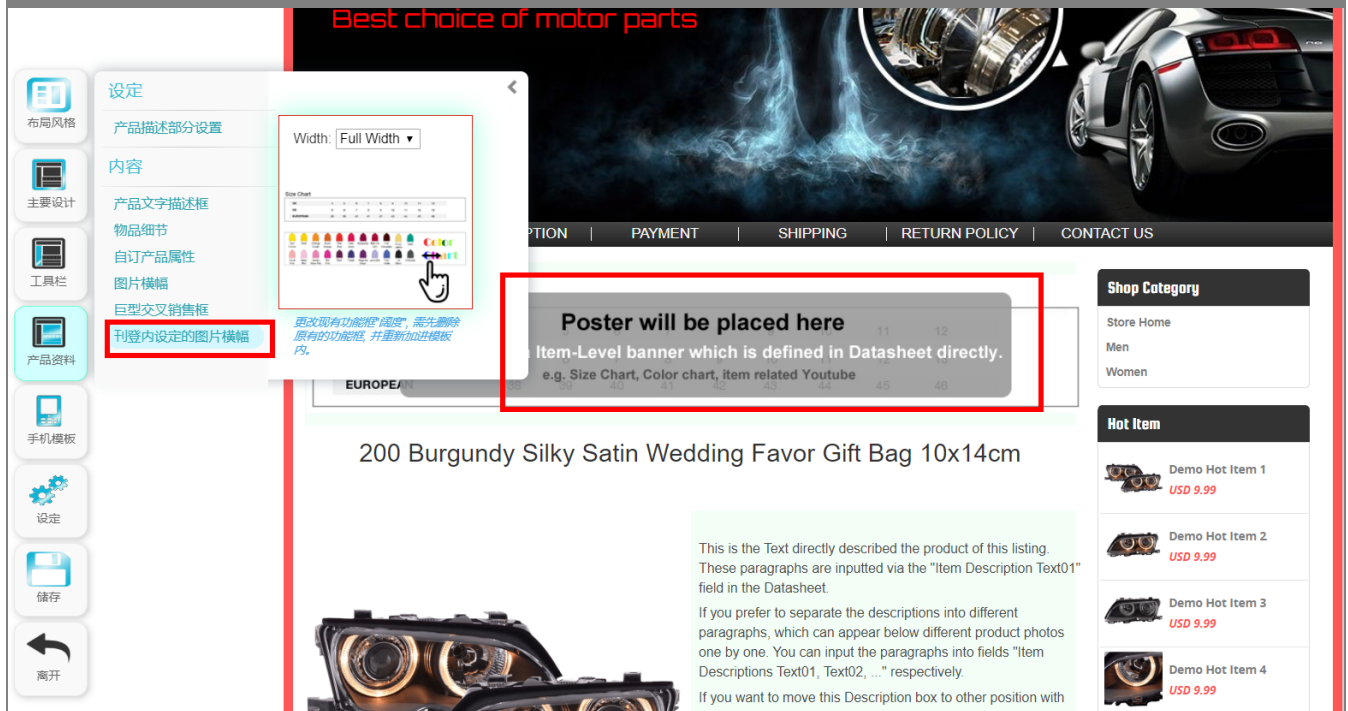 Best choice of motor parts
布局风格
主要设计
工具栏
产品资料
手机模板
设定
储存
离开
设定
产品描述部分设置
内容
产品文字描述框
物品细节
自订产品属性
图片横幅
巨型交叉销售框
刊登内设定的图片横幅
Width: Full Width
Size Chart
Color
Chart
更改现有功能框"阔度", 需先删除
原有的功能框, 并重新加进模板
内。
PTION | PAYMENT | SHIPPING | RETURN POLICY | CONTACT US
Poster will be placed here
Item-Level banner which is defined in Datasheet directly.
e.g. Size Chart, Color chart, item related Youtube
11 12
EUROPEAN 38 39 40 41 42 43 44 45 46
200 Burgundy Silky Satin Wedding Favor Gift Bag 10x14cm
This is the Text directly described the product of this listing.
These paragraphs are inputted via the "Item Description Text01"
field in the Datasheet.
If you prefer to separate the descriptions into different
paragraphs, which can appear below different product photos
one by one. You can input the paragraphs into fields "Item
Descriptions Text01, Text02, ..." respectively.
If you want to move this Description box to other position with
Shop Category
Store Home
Men
Women
Hot Item
Demo Hot Item 1
USD 9.99
Demo Hot Item 2
USD 9.99
Demo Hot Item 3
USD 9.99
Demo Hot Item 4
USD 9.99